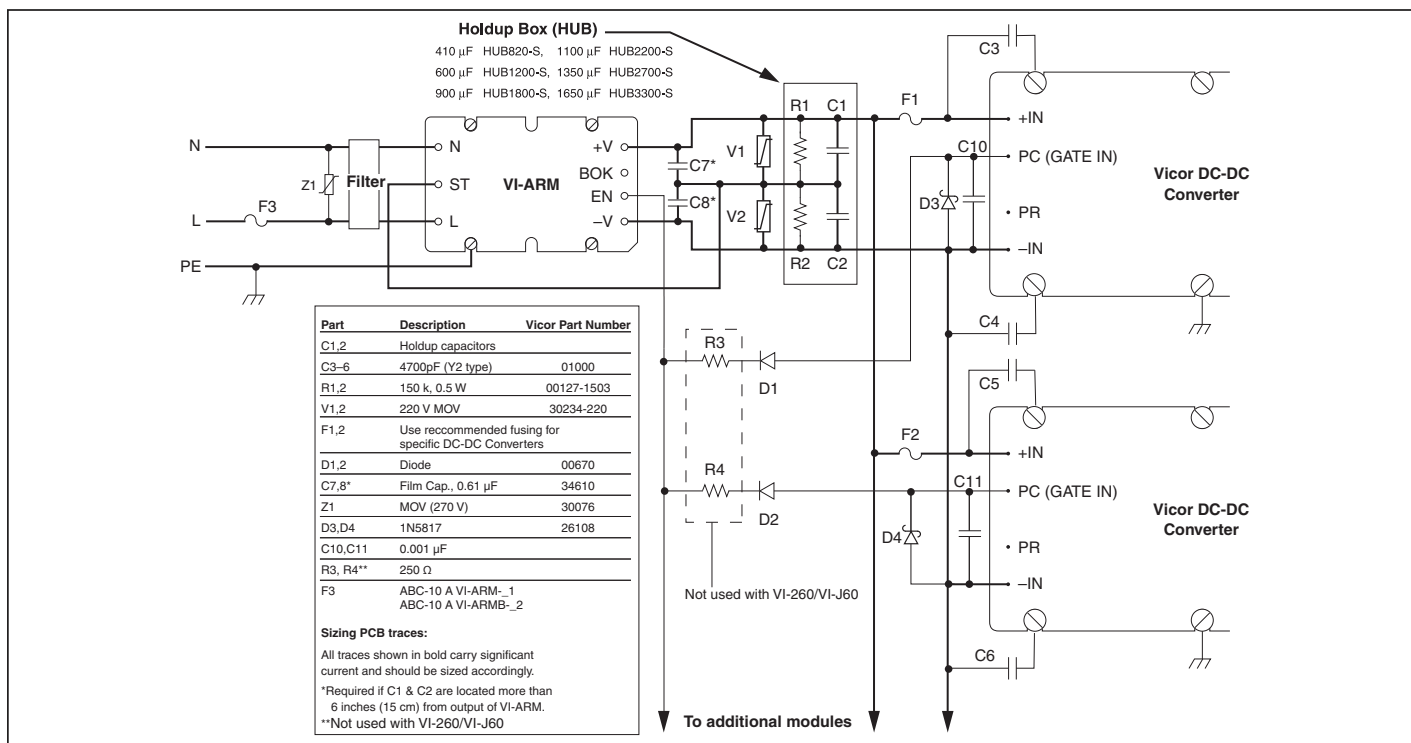 Holdup Box (HUB)
410 µF HUB820-S, 1100 µF HUB2200-S
600 µF HUB1200-S, 1350 µF HUB2700-S
900 µF HUB1800-S, 1650 µF HUB3300-S
N
Z1
Filter
F3
L
PE
N
ST
L
VI-ARM
+V
BOK
EN
–V
C7*
C8*
V1
V2
R1 C1
R2 C2
F1
C3
+IN
C10
PC (GATE IN)
D3
PR
–IN
Vicor DC-DC
Converter
C4
R3
D1
C5
F2
+IN
R4
D2
C11
PC (GATE IN)
D4
PR
–IN
Vicor DC-DC
Converter
C6
Not used with VI-260/VI-J60
To additional modules
Part Description Vicor Part Number
C1,2 Holdup capacitors
C3–6 4700pF (Y2 type) 01000
R1,2 150 k, 0.5 W 00127-1503
V1,2 220 V MOV 30234-220
F1,2 Use reccommended fusing for
specific DC-DC Converters
D1,2 Diode 00670
C7,8* Film Cap., 0.61 µF 34610
Z1 MOV (270 V) 30076
D3,D4 1N5817 26108
C10,C11 0.001 µF
R3, R4** 250 Ω
F3 ABC-10 A VI-ARM-_1
ABC-10 A VI-ARMB-_2
Sizing PCB traces:
All traces shown in bold carry significant
current and should be sized accordingly.
*Required if C1 & C2 are located more than
6 inches (15 cm) from output of VI-ARM.
**Not used with VI-260/VI-J60